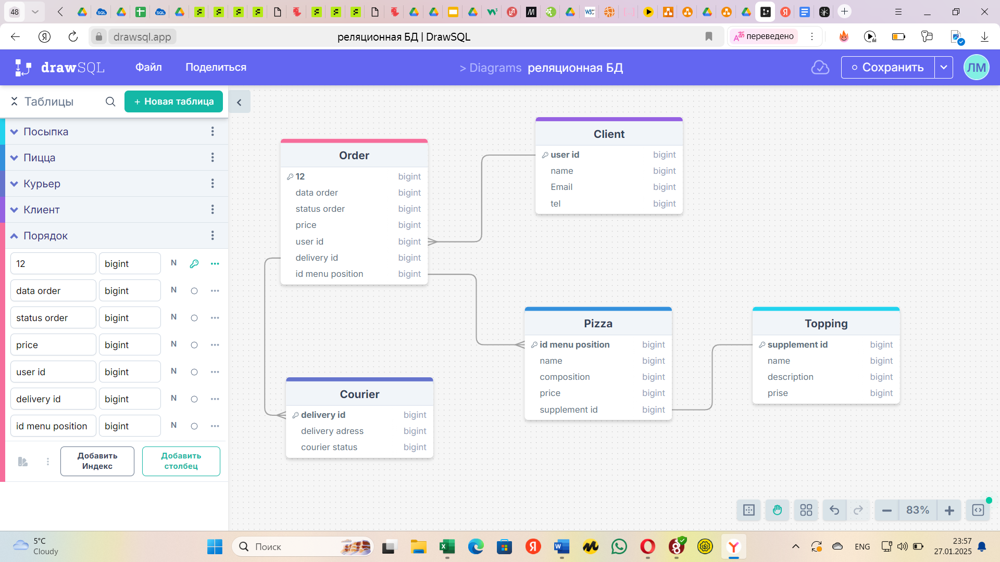 48
drawsql.app
реляционная БД | DrawSQL
переведено
drawSQL
Файл
Поделиться
> Diagrams реляционная БД
Сохранить
ЛМ
Таблицы
+ Новая таблица
Посыпка
Пицца
Курьер
Клиент
Порядок
12 bigint N
data order bigint N
status order bigint N
price bigint N
user id bigint N
delivery id bigint N
id menu position bigint N
Добавить
Индекс
Добавить
столбец
Order
12 bigint
data order bigint
status order bigint
price bigint
user id bigint
delivery id bigint
id menu position bigint
Client
user id bigint
name bigint
Email bigint
tel bigint
Pizza
id menu position bigint
name bigint
composition bigint
price bigint
supplement id bigint
Topping
supplement id bigint
name bigint
description bigint
prise bigint
Courier
delivery id bigint
delivery adress bigint
courier status bigint
83%
5°C
Cloudy
Поиск
ENG
23:57
27.01.2025